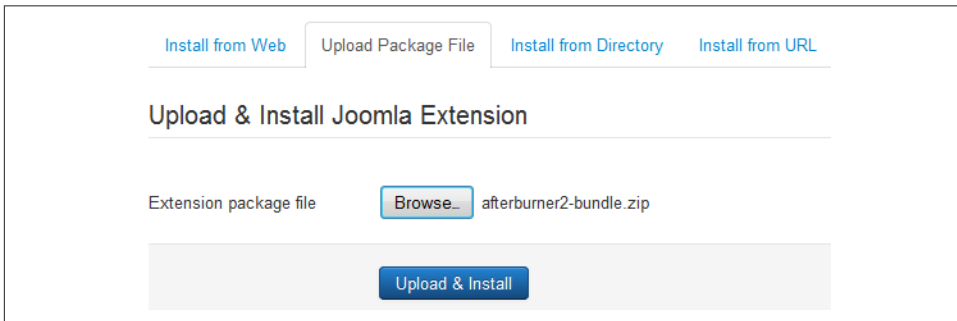 Install from Web Upload Package File Install from Directory Install from URL
Upload & Install Joomla Extension
Extension package file Browse... afterburner2-bundle.zip
Upload & Install